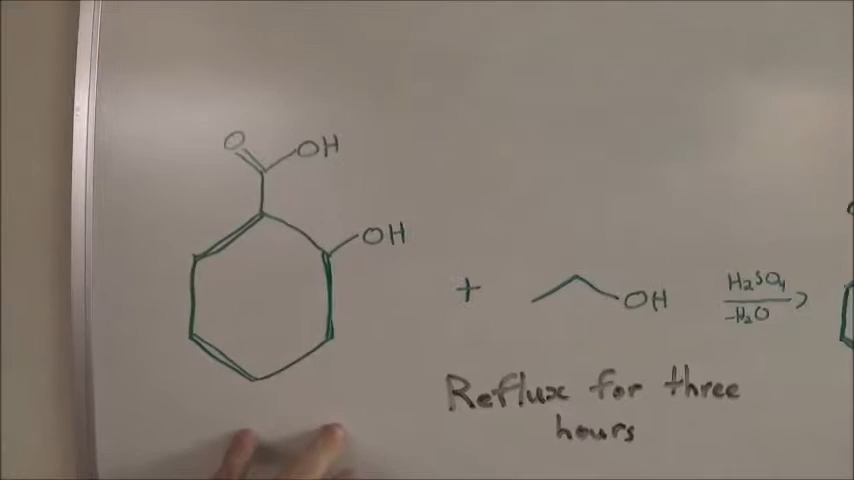 O OH
OH
+ OH H₂SO₄
-H₂O
Reflux for three
hours